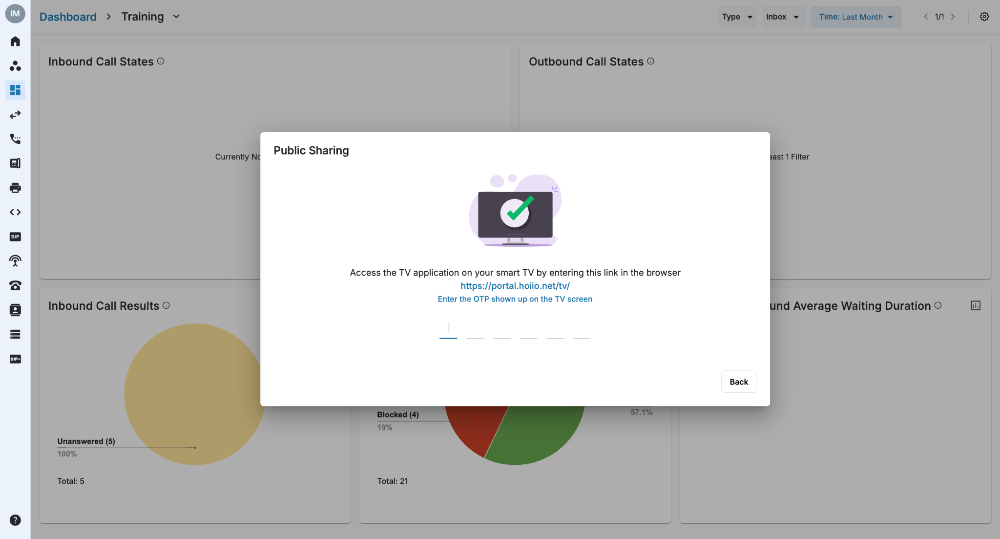 IM
Dashboard > Training
Type
Inbox
Time: Last Month
1/1
Inbound Call States
Outbound Call States
Currently
east 1 Filter
Public Sharing
Access the TV application on your smart TV by entering this link in the browser
https://portal.hoiio.net/tv/
Enter the OTP shown up on the TV screen
Back
SIP
SIP+
Inbound Call Results
und Average Waiting Duration
Unanswered (5)
100%
Total: 5
Blocked (4)
19%
57.1%
Total: 21
?